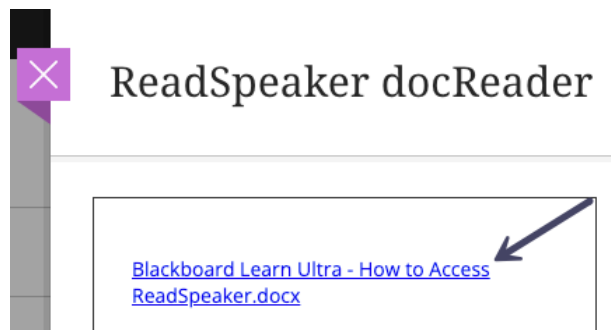 ReadSpeaker docReader
Blackboard Learn Ultra - How to Access
ReadSpeaker.docx